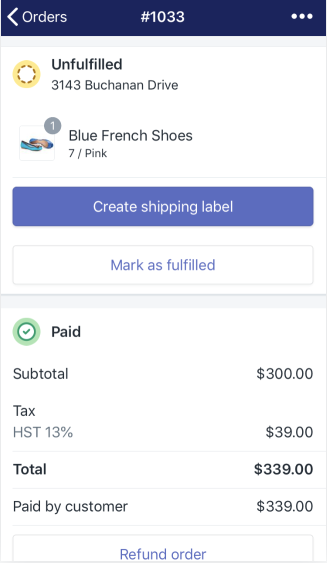 Orders
#1033
Unfulfilled
3143 Buchanan Drive
1
Blue French Shoes
7 / Pink
Create shipping label
Mark as fulfilled
Paid
Subtotal $300.00
Tax
HST 13% $39.00
Total $339.00
Paid by customer $339.00
Refund order